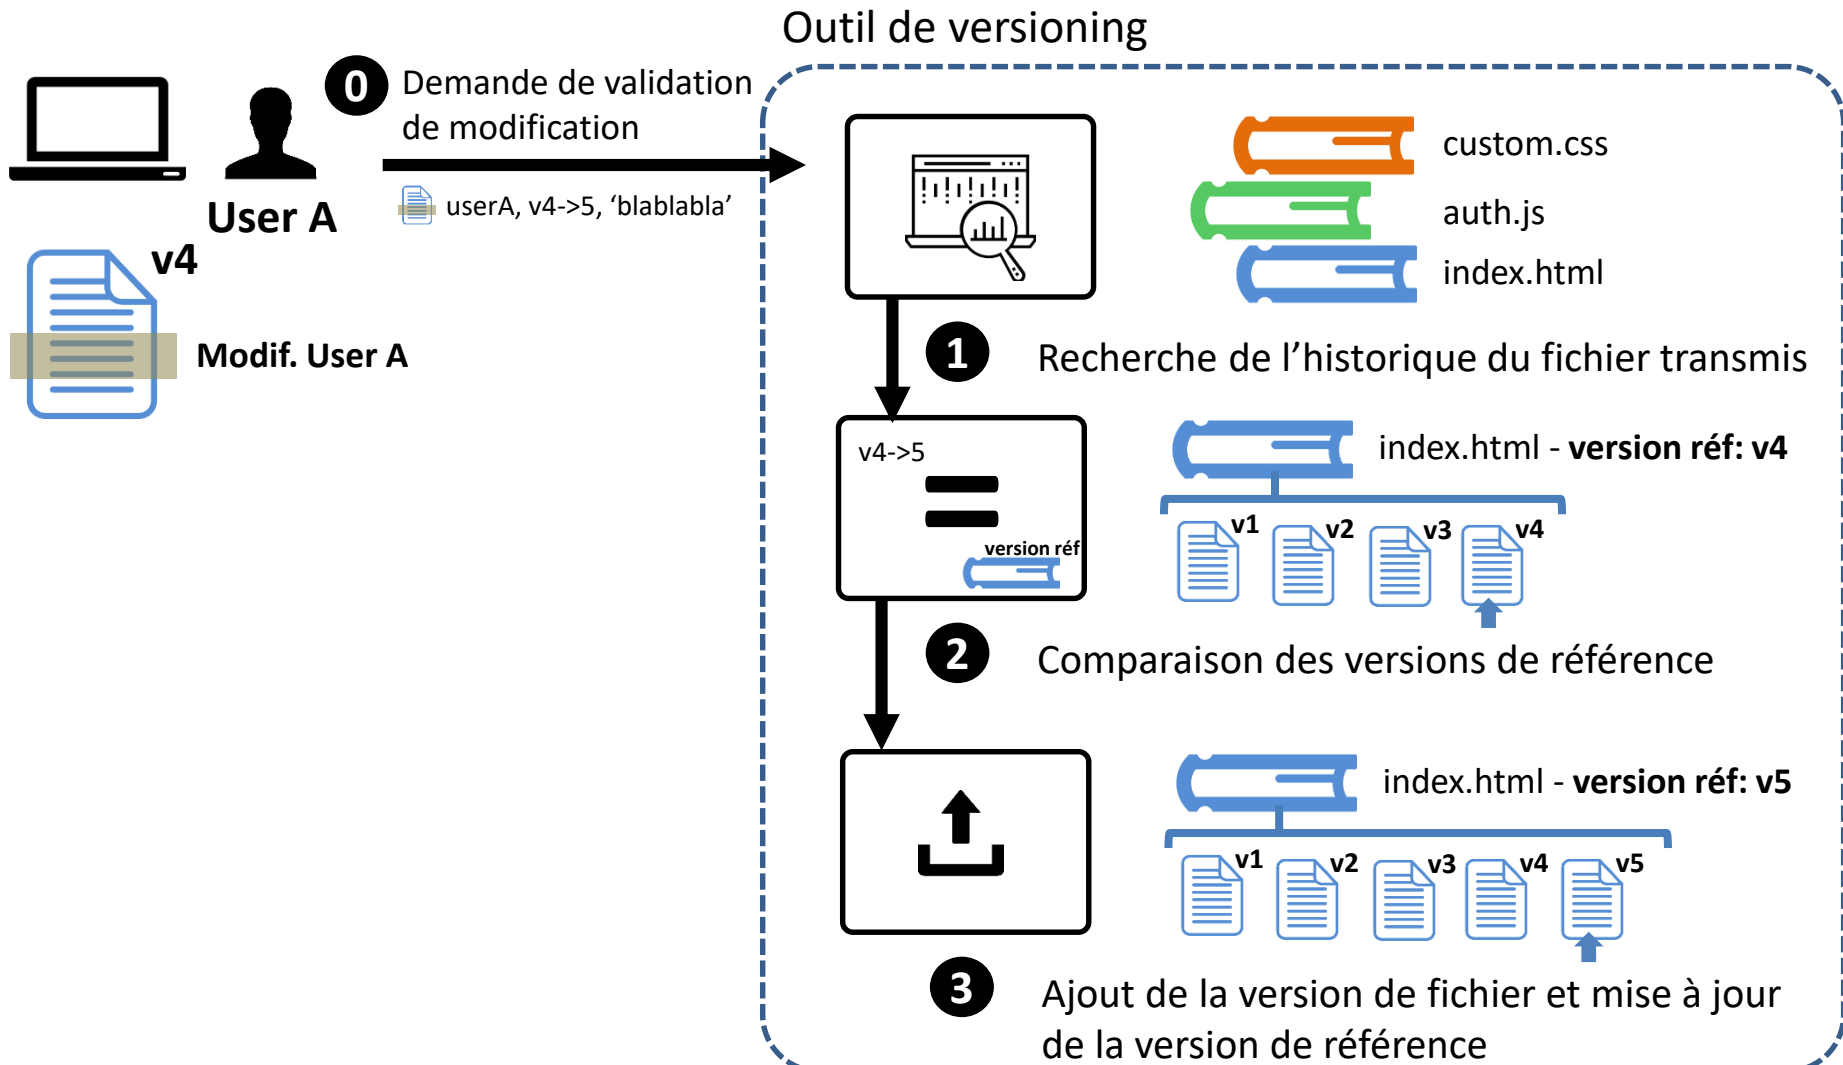 Outil de versioning
0
Demande de validation
de modification
userA, v4->5, ‘blablabla’
User A
v4
Modif. User A
custom.css
auth.js
index.html
1
Recherche de l’historique du fichier transmis
v4->5
version réf
index.html - version réf: v4
v1
v2
v3
v4
2
Comparaison des versions de référence
index.html - version réf: v5
v1
v2
v3
v4
v5
3
Ajout de la version de fichier et mise à jour
de la version de référence